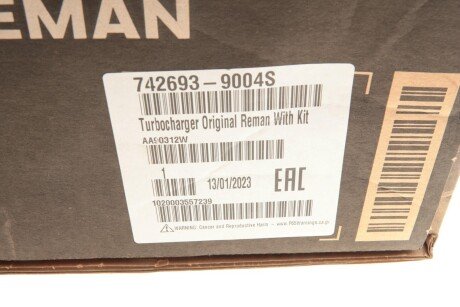 EMAN
742693-9004S
Turbocharger Original Reman With Kit
AA90312W
1
13/01/2023
EAC
1020003557239
WARNING: Cancer and Reproductive Harm - www.P65Warnings.ca.gov